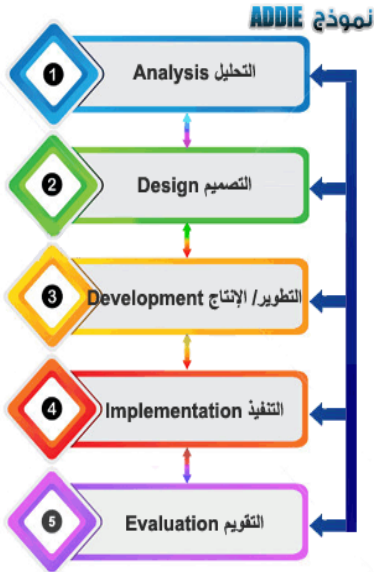 نموذج ADDIE
1
التحليل Analysis
2
التصميم Design
3
التطوير/ الإنتاج Development
4
التنفيذ Implementation
5
التقويم Evaluation